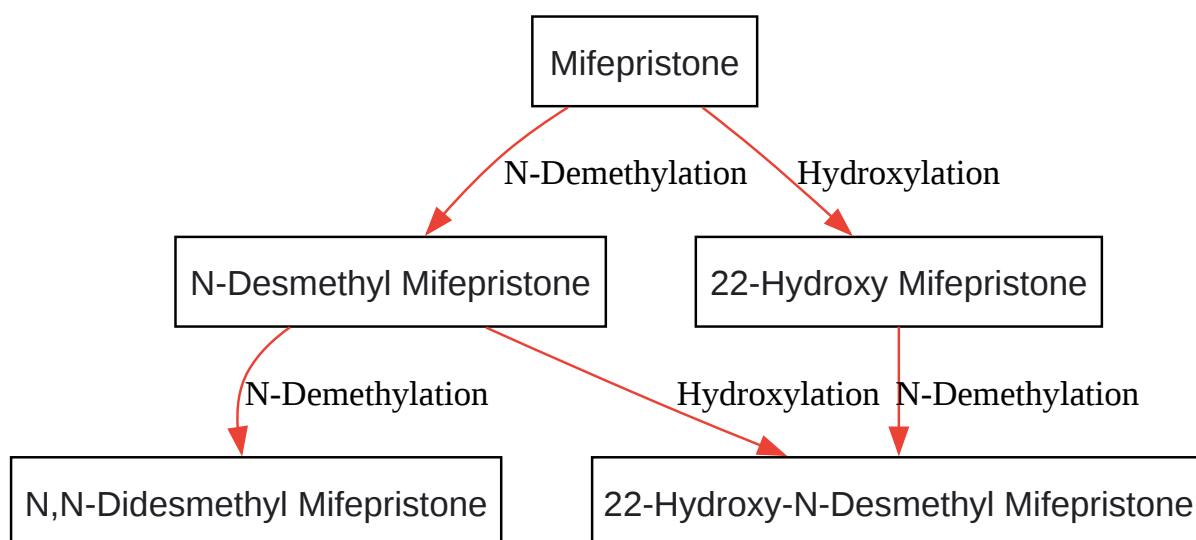 Mifepristone
N-Demethylation
Hydroxylation
N-Desmethyl Mifepristone
22-Hydroxy Mifepristone
N-Demethylation
Hydroxylation
N-Demethylation
N,N-Didesmethyl Mifepristone
22-Hydroxy-N-Desmethyl Mifepristone